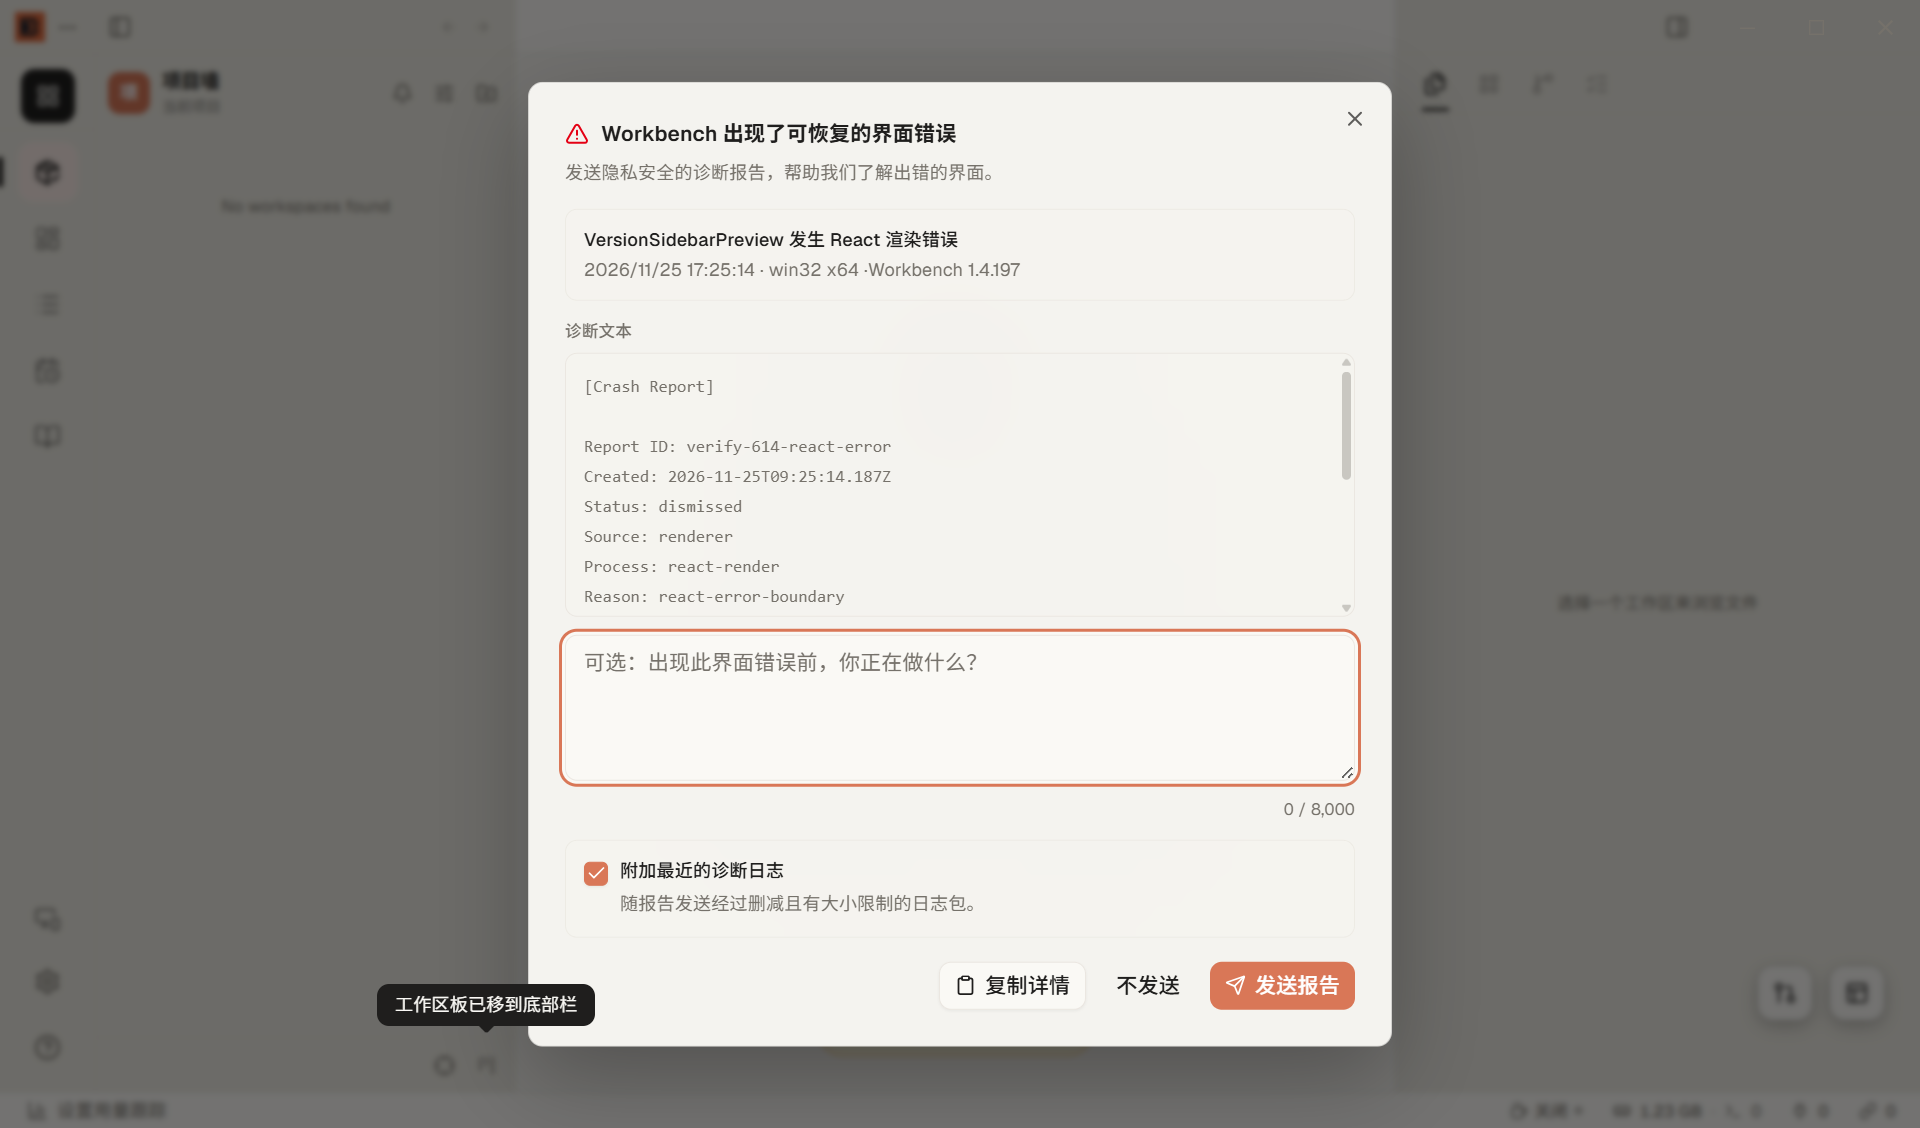 No workspaces found
Workbench 出现了可恢复的界面错误
发送隐私安全的诊断报告，帮助我们了解出错的界面。
VersionSidebarPreview 发生 React 渲染错误
2026/11/25 17:25:14 · win32 x64 ·Workbench 1.4.197
诊断文本
[Crash Report]
Report ID: verify-614-react-error
Created: 2026-11-25T09:25:14.187Z
Status: dismissed
Source: renderer
Process: react-render
Reason: react-error-boundary
可选：出现此界面错误前，你正在做什么？
0 / 8,000
附加最近的诊断日志
随报告发送经过删减且有大小限制的日志包。
复制详情
不发送
发送报告
工作区板已移到底部栏
1.23 GB